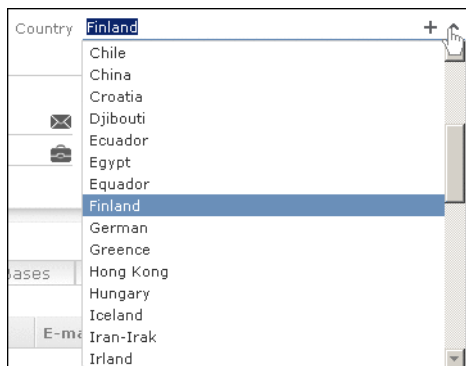 Country Finland
Chile
China
Croatia
Djibouti
Ecuador
Egypt
Equador
Finland
German
Greence
Hong Kong
Hungary
Bases
Iceland
E-ma
Iran-Irak
Irland